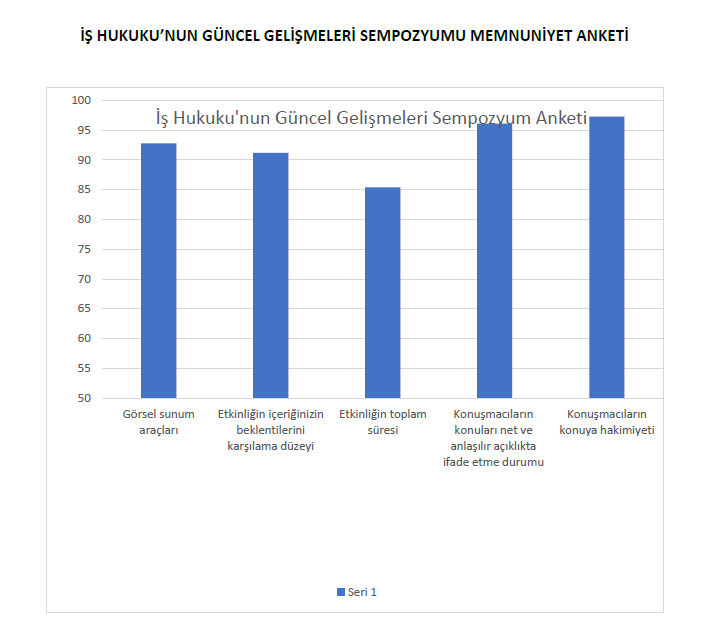 İŞ HUKUKU’NUN GÜNCEL GELİŞMELERİ SEMPOZYUMU MEMNUNİYET ANKETİ
İş Hukuku'nun Güncel Gelişmeleri Sempozyum Anketi
100
95
90
85
80
75
70
65
60
55
50
Görsel sunum
araçları
Etkinliğin içeriğinizin
beklentilerini
karşılama düzeyi
Etkinliğin toplam
süresi
Konuşmacıların
konuları net ve
anlaşılır açıklıkta
ifade etme durumu
Konuşmacıların
konuya hakimiyeti
Seri 1